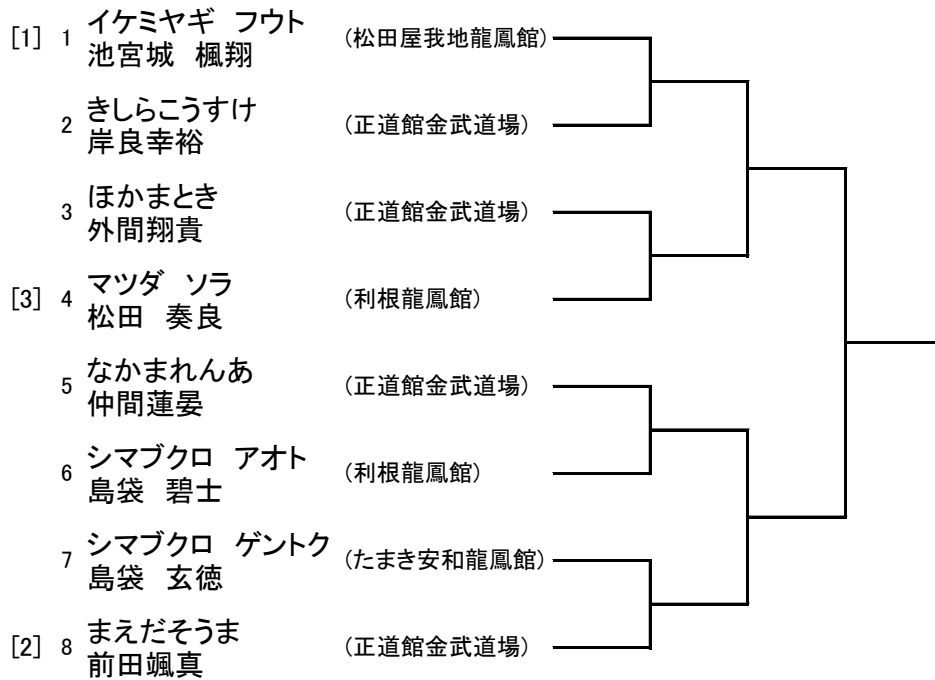 イケミヤギ　フウト
[1] 1 池宮城　楓翔 (松田屋我地龍鳳館)
きしらこうすけ
2 岸良幸裕 (正道館金武道場)
ほかまとき
3 外間翔貴 (正道館金武道場)
マツダ　ソラ
[3] 4 松田　奏良 (利根龍鳳館)
なかまれんあ
5 仲間蓮晏 (正道館金武道場)
シマブクロ　アオト
6 島袋　碧士 (利根龍鳳館)
シマブクロ　ゲントク
7 島袋　玄徳 (たまき安和龍鳳館)
まえだそうま
[2] 8 前田颯真 (正道館金武道場)